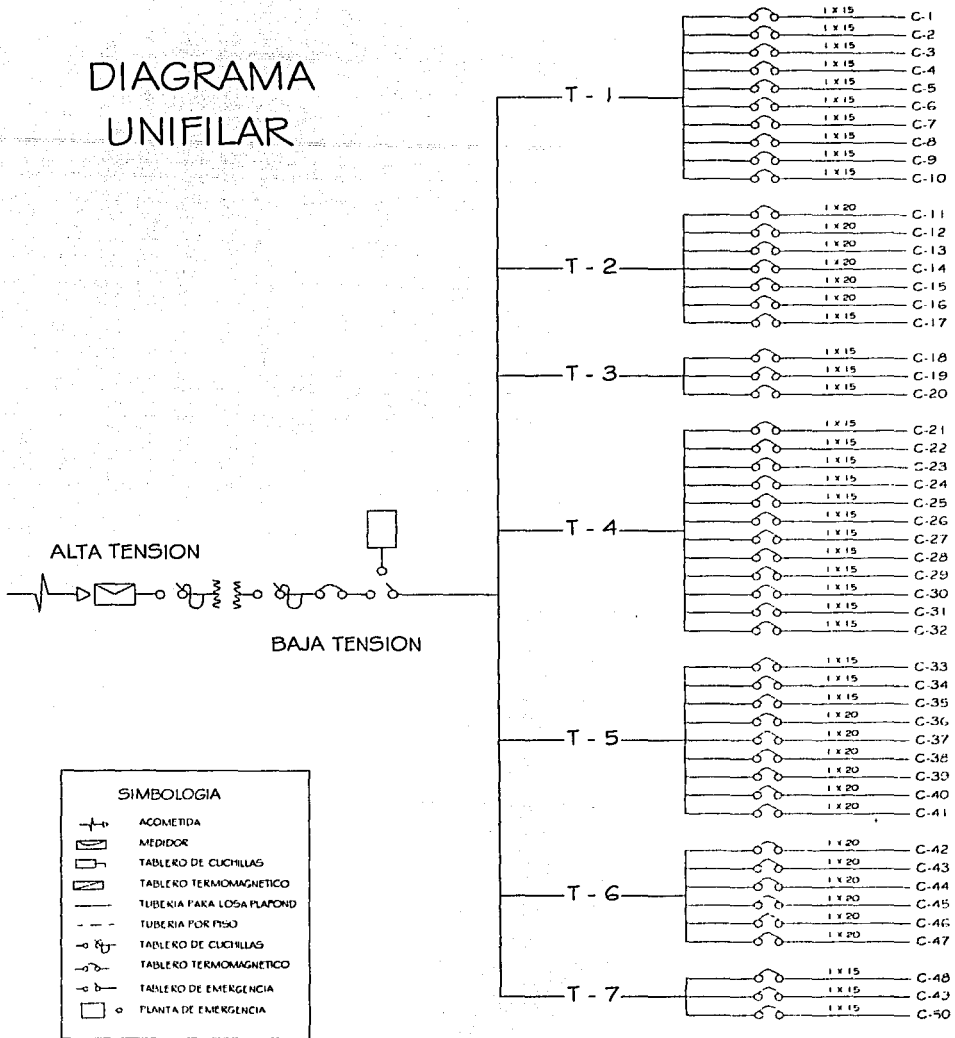 DIAGRAMA
UNIFILAR
T - 1
1 X 15 C-1
1 X 15 C-2
1 X 15 C-3
1 X 15 C-4
1 X 15 C-5
1 X 15 C-6
1 X 15 C-7
1 X 15 C-8
1 X 15 C-9
1 X 15 C-10
T - 2
1 X 20 C-11
1 X 20 C-12
1 X 20 C-13
1 X 20 C-14
1 X 20 C-15
1 X 20 C-16
1 X 15 C-17
T - 3
1 X 15 C-18
1 X 15 C-19
1 X 15 C-20
T - 4
1 X 15 C-21
1 X 15 C-22
1 X 15 C-23
1 X 15 C-24
1 X 15 C-25
1 X 15 C-26
1 X 15 C-27
1 X 15 C-28
1 X 15 C-29
1 X 15 C-30
1 X 15 C-31
1 X 15 C-32
ALTA TENSION
BAJA TENSION
T - 5
1 X 15 C-33
1 X 15 C-34
1 X 15 C-35
1 X 20 C-36
1 X 20 C-37
1 X 20 C-38
1 X 20 C-39
1 X 20 C-40
1 X 20 C-41
T - 6
1 X 20 C-42
1 X 20 C-43
1 X 20 C-44
1 X 20 C-45
1 X 20 C-46
1 X 20 C-47
T - 7
1 X 15 C-48
1 X 15 C-49
1 X 15 C-50
SIMBOLOGIA
ACOMETIDA
MEDIDOR
TABLERO DE CUCHILLAS
TABLERO TERMOMAGNETICO
TUBERIA PARA LOSA PLAFOND
TUBERIA POR PISO
TABLERO DE CUCHILLAS
TABLERO TERMOMAGNETICO
TABLERO DE EMERGENCIA
PLANTA DE EMERGENCIA